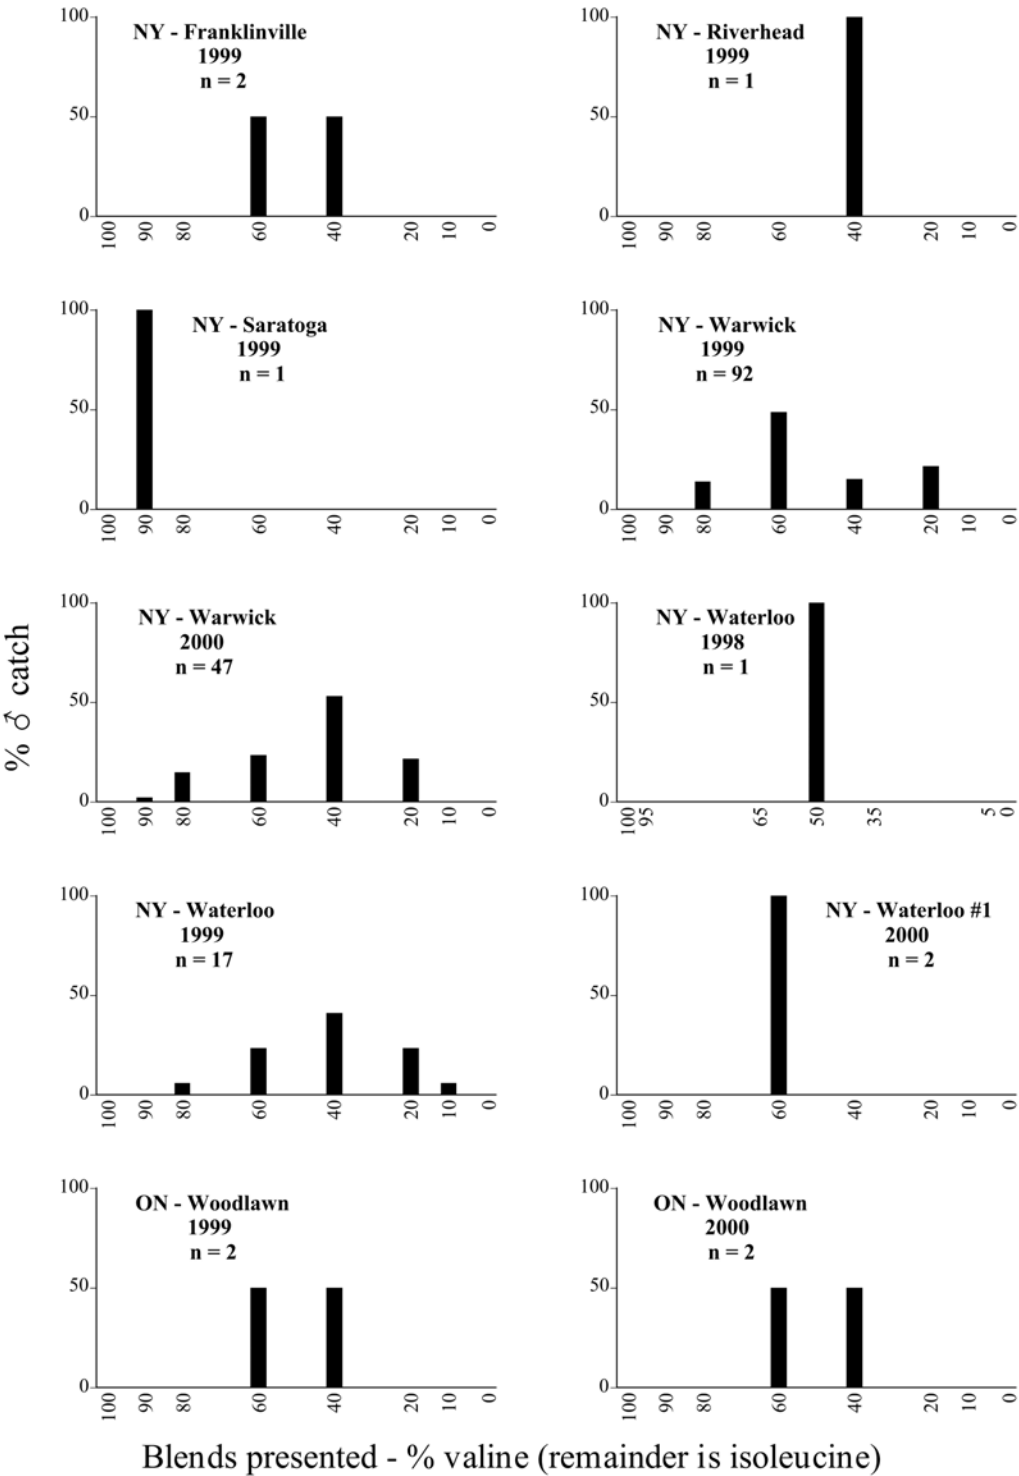 100
50
0
NY - Franklinville
1999
n = 2
100 90 80 60 40 20 10 0
100
50
0
NY - Riverhead
1999
n = 1
100 90 80 60 40 20 10 0
100
50
0
NY - Saratoga
1999
n = 1
100 90 80 60 40 20 10 0
100
50
0
NY - Warwick
1999
n = 92
100 90 80 60 40 20 10 0
% ♂ catch
100
50
0
NY - Warwick
2000
n = 47
100 90 80 60 40 20 10 0
100
50
0
NY - Waterloo
1998
n = 1
100 95 65 50 35 5 0
100
50
0
NY - Waterloo
1999
n = 17
100 90 80 60 40 20 10 0
100
50
0
NY - Waterloo #1
2000
n = 2
100 90 80 60 40 20 10 0
100
50
0
ON - Woodlawn
1999
n = 2
100 90 80 60 40 20 10 0
100
50
0
ON - Woodlawn
2000
n = 2
100 90 80 60 40 20 10 0
Blends presented - % valine (remainder is isoleucine)